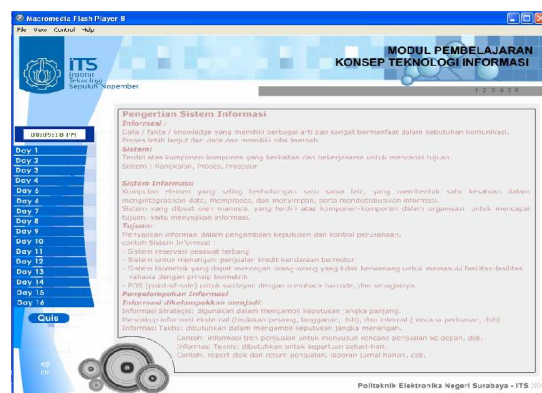 Macromedia Flash Player 8
File View Control Help
iTS
Institut
Teknologi
Sepuluh Nopember
MODUL PEMBELAJARAN
KONSEP TEKNOLOGI INFORMASI
1 2 3 4 5 6
08:09:18 PM
Day 1
Day 2
Day 3
Day 4
Day 5
Day 6
Day 7
Day 8
Day 9
Day 10
Day 11
Day 12
Day 13
Day 14
Day 15
Day 16
Quis
ON
Pengertian Sistem Informasi
Informasi :
Data / fakta / knowledge yang memiliki berbagai arti dan sangat bermanfaat dalam kebutuhan komunikasi.
Proses lebih lanjut dari data dan memiliki nilai tambah.
Sistem:
Terdiri atas komponen-komponen yang berkaitan dan bekerjasama untuk mencapai tujuan.
Sistem : Rangkaian, Proses, Prosedur
Sistem Informasi:
Kumpulan elemen yang saling berhubungan satu sama lain, yang membentuk satu kesatuan dalam
mengintegrasikan data, memproses, dan menyimpan, serta mendistribusikan informasi.
Sistem yang dibuat oleh manusia, yang terdiri atas komponen-komponen dalam organisasi, untuk mencapai
tujuan, yaitu menyajikan informasi.
Tujuan:
Menyajikan informasi dalam pengambilan keputusan dan kontrol perusahaan.
contoh Sistem Informasi :
- Sistem reservasi pesawat terbang
- Sistem untuk menangani penjualan kredit kendaraan bermotor
- Sistem biometrik yang dapat mencegah orang-orang yang tidak berwenang untuk memasuki fasilitas-fasilitas
rahasia dengan prinsip biometrik
- POS (point-of-sale) untuk swalayan dengan membaca barcode, dan sebagainya.
Pengelompokan Informasi
Informasi dikelompokkan menjadi:
Informasi Strategis: digunakan dalam mengambil keputusan jangka panjang.
Mencakup informasi eksternal (tindakan pesaing, langganan, dsb), dan internal (rencana perluasan, dsb).
Informasi Taktis: dibutuhkan dalam mengambil keputusan jangka menengah.
Contoh: informasi tren penjualan untuk menyusun rencana penjualan ke depan, dsb.
Informasi Teknis: dibutuhkan untuk keperluan sehari-hari.
Contoh: report stok dan return penjualan, laporan jurnal harian, dsb.
Politeknik Elektronika Negeri Surabaya - ITS